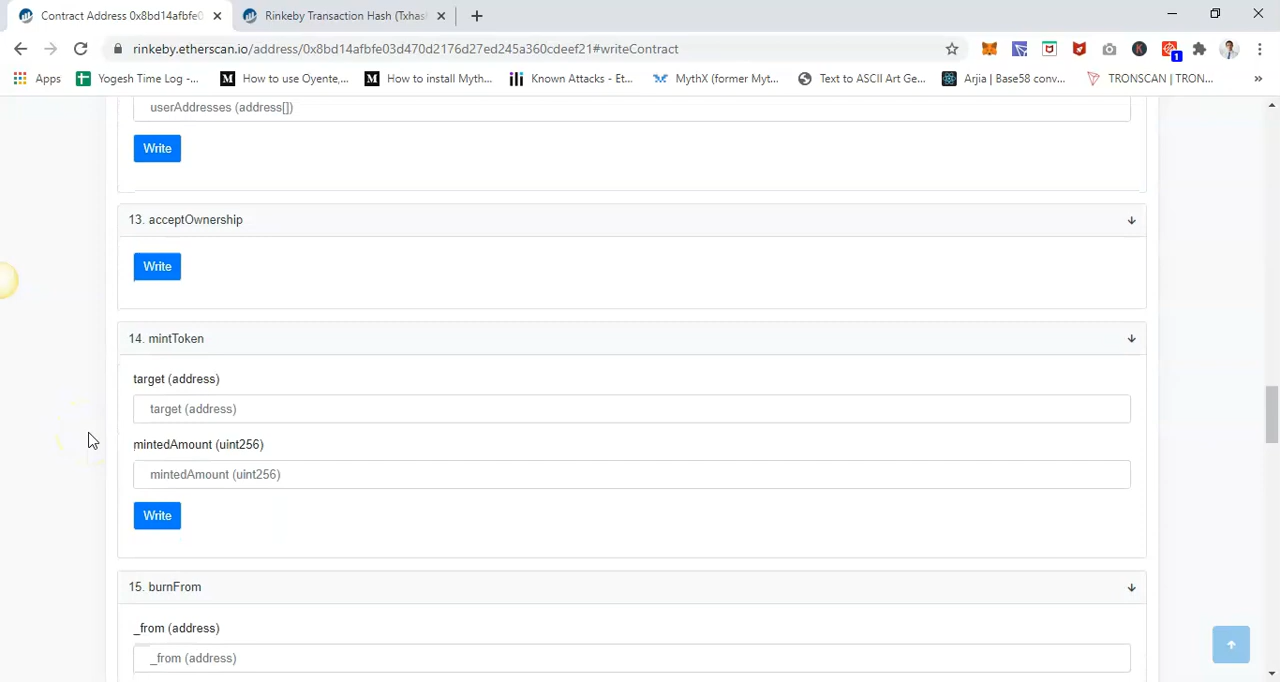 Contract Address 0x8bd14afbfe0
Rinkeby Transaction Hash (Txhas
rinkeby.etherscan.io/address/0x8bd14afbfe03d470d2176d27ed245a360cdeef21#writeContract
1
Apps
Yogesh Time Log -...
How to use Oyente,...
How to install Myth...
Known Attacks - Et...
MythX (former Myt...
Text to ASCII Art Ge...
Arjia | Base58 conv...
TRONSCAN | TRON...
»
userAddresses (address[])
Write
13. acceptOwnership
Write
14. mintToken
target (address)
target (address)
mintedAmount (uint256)
mintedAmount (uint256)
Write
15. burnFrom
_from (address)
_from (address)